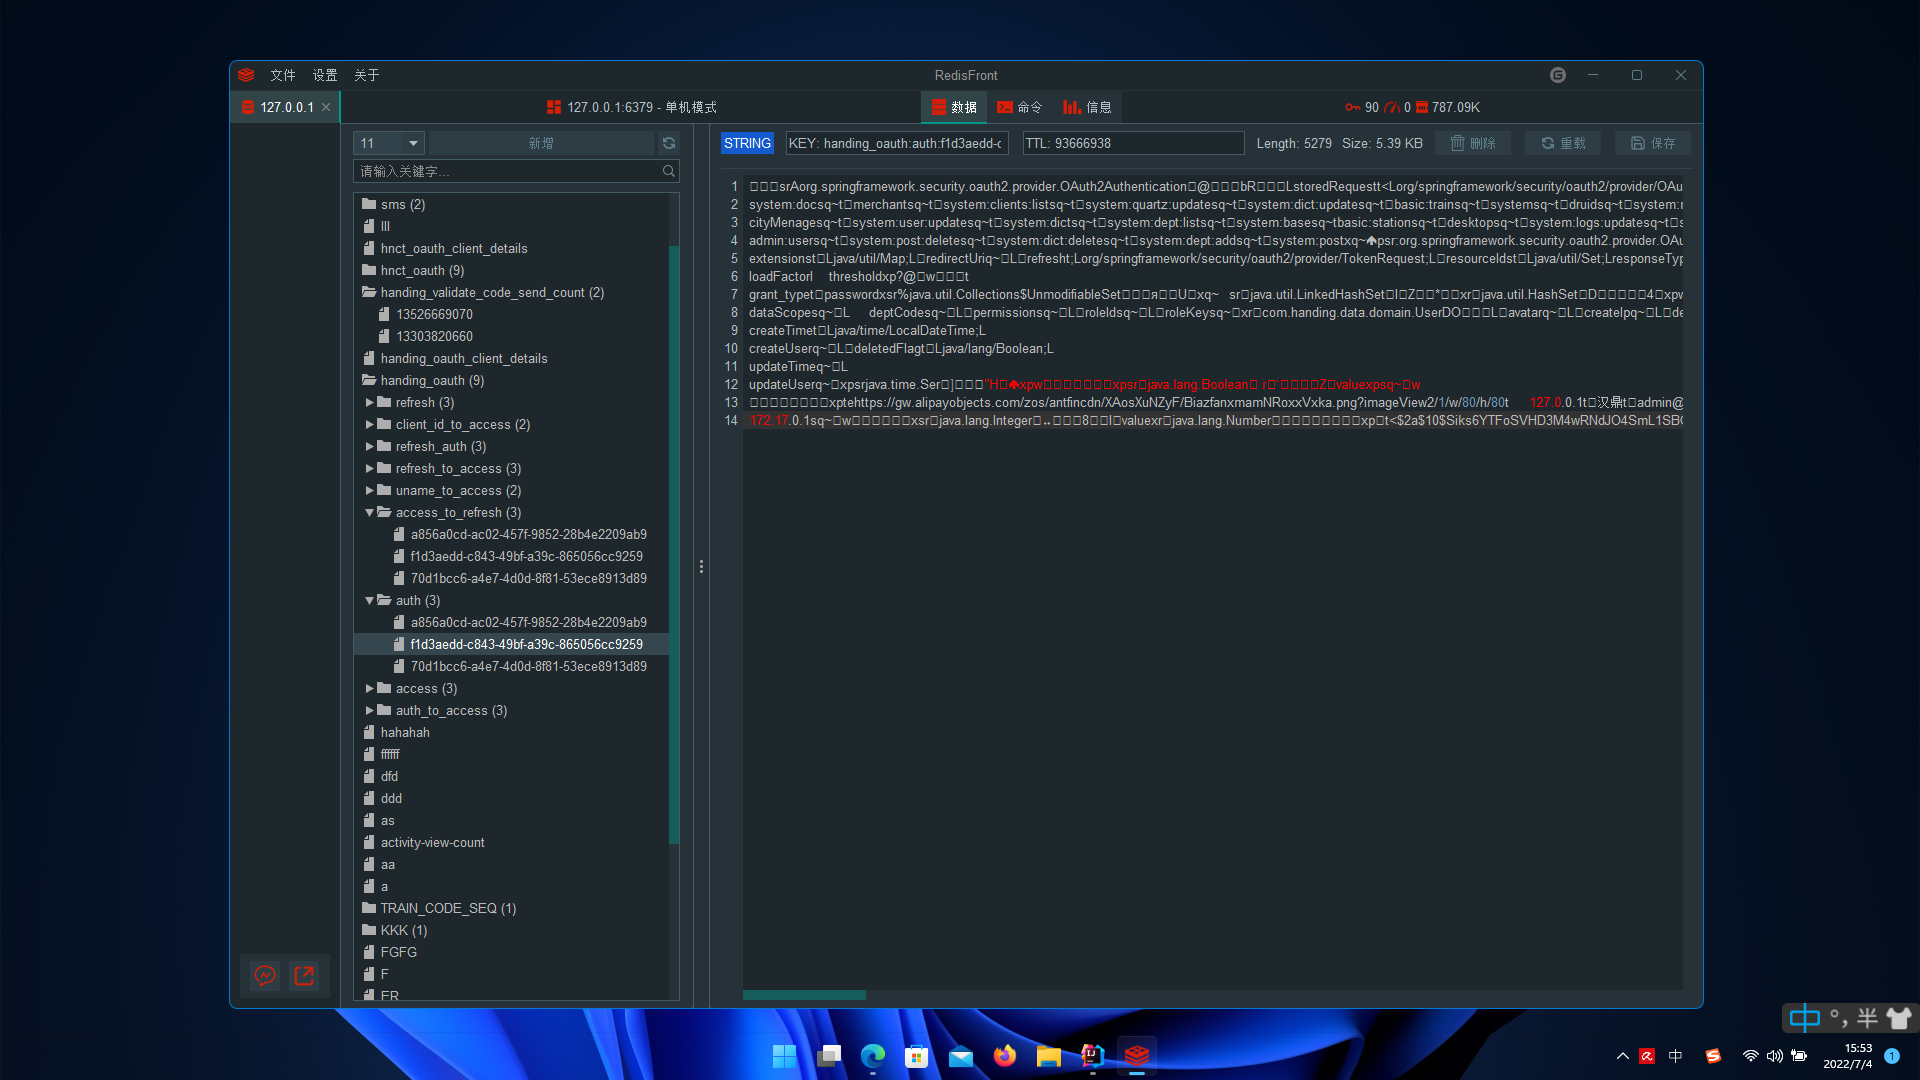 文件 设置 关于
RedisFront
127.0.0.1
127.0.0.1:6379 - 单机模式
数据
命令
信息
90 0 787.09K
11
新增
请输入关键字...
sms (2)
lll
hnct_oauth_client_details
hnct_oauth (9)
handing_validate_code_send_count (2)
13526669070
13303820660
handing_oauth_client_details
handing_oauth (9)
refresh (3)
client_id_to_access (2)
refresh_auth (3)
refresh_to_access (3)
uname_to_access (2)
access_to_refresh (3)
a856a0cd-ac02-457f-9852-28b4e2209ab9
f1d3aedd-c843-49bf-a39c-865056cc9259
70d1bcc6-a4e7-4d0d-8f81-53ece8913d89
auth (3)
a856a0cd-ac02-457f-9852-28b4e2209ab9
f1d3aedd-c843-49bf-a39c-865056cc9259
70d1bcc6-a4e7-4d0d-8f81-53ece8913d89
access (3)
auth_to_access (3)
hahahah
ffffff
dfd
ddd
as
activity-view-count
aa
a
TRAIN_CODE_SEQ (1)
KKK (1)
FGFG
F
ER
STRING
KEY: handing_oauth:auth:f1d3aedd-c
TTL: 93666938
Length: 5279 Size: 5.39 KB
删除
重载
保存
1 □□□srAorg.springframework.security.oauth2.provider.OAuth2Authentication□@□□□bR□□□LstoredRequestt<Lorg/springframework/security/oauth2/provider/OAu
2 system:docsq~t□merchantsq~t□system:clients:listsq~t□system:quartz:updatesq~t□system:dict:updatesq~t□basic:trainsq~t□systemsq~t□druidsq~t□system:r
3 cityMenagesq~t□system:user:updatesq~t□system:dictsq~t□system:dept:listsq~t□system:basesq~tbasic:stationsq~t□desktopsq~t□system:logs:updatesq~t□s
4 admin:usersq~t□system:post:deletesq~t□system:dict:deletesq~t□system:dept:addsq~t□system:postxq~psr:org.springframework.security.oauth2.provider.OAu
5 extensionst□Ljava/util/Map;L□redirectUriq~□L□refresht;Lorg/springframework/security/oauth2/provider/TokenRequest;L□resourceIdst□Ljava/util/Set;LresponseTyp
6 loadFactorI thresholdxp?@□w□□□t
7 grant_typet□passwordxsr%java.util.Collections$UnmodifiableSet□□□я□□U□xq~ sr□java.util.LinkedHashSet□l□Z□□*□□xr□java.util.HashSet□D□□□□□4□xpw
8 dataScopesq~□L deptCodesq~□L□permissionsq~□L□roleIdsq~□L□roleKeysq~□xr□com.handing.data.domain.UserDO□□□L□avatarq~□L□createIpq~□L□de
9 createTimet□Ljava/time/LocalDateTime;L
10 createUserq~□L□deletedFlagt□Ljava/lang/Boolean;L
11 updateTimeq~□L
12 updateUserq~□xpsrjava.time.Ser□]□□□"H□xpw□□□□□□□xpsr□java.lang.Boolean□ r□□□□□Z□valuexpsq~□w
13 □□□□□□□□xptehttps://gw.alipayobjects.com/zos/antfincdn/XAosXuNZyF/BiazfanxmamNRoxxVxka.png?imageView2/1/w/80/h/80t 127.0.0.1t□汉鼎t□admin@
14 172.17.0.1sq~□w□□□□□□xsr□java.lang.Integer□..□□□8□□I□valuexr□java.lang.Number□□□□□□□□□xp□t<$2a$10$Siks6YTFoSVHD3M4wRNdJO4SmL1SB
中 °, 半
中
15:53
2022/7/4
1